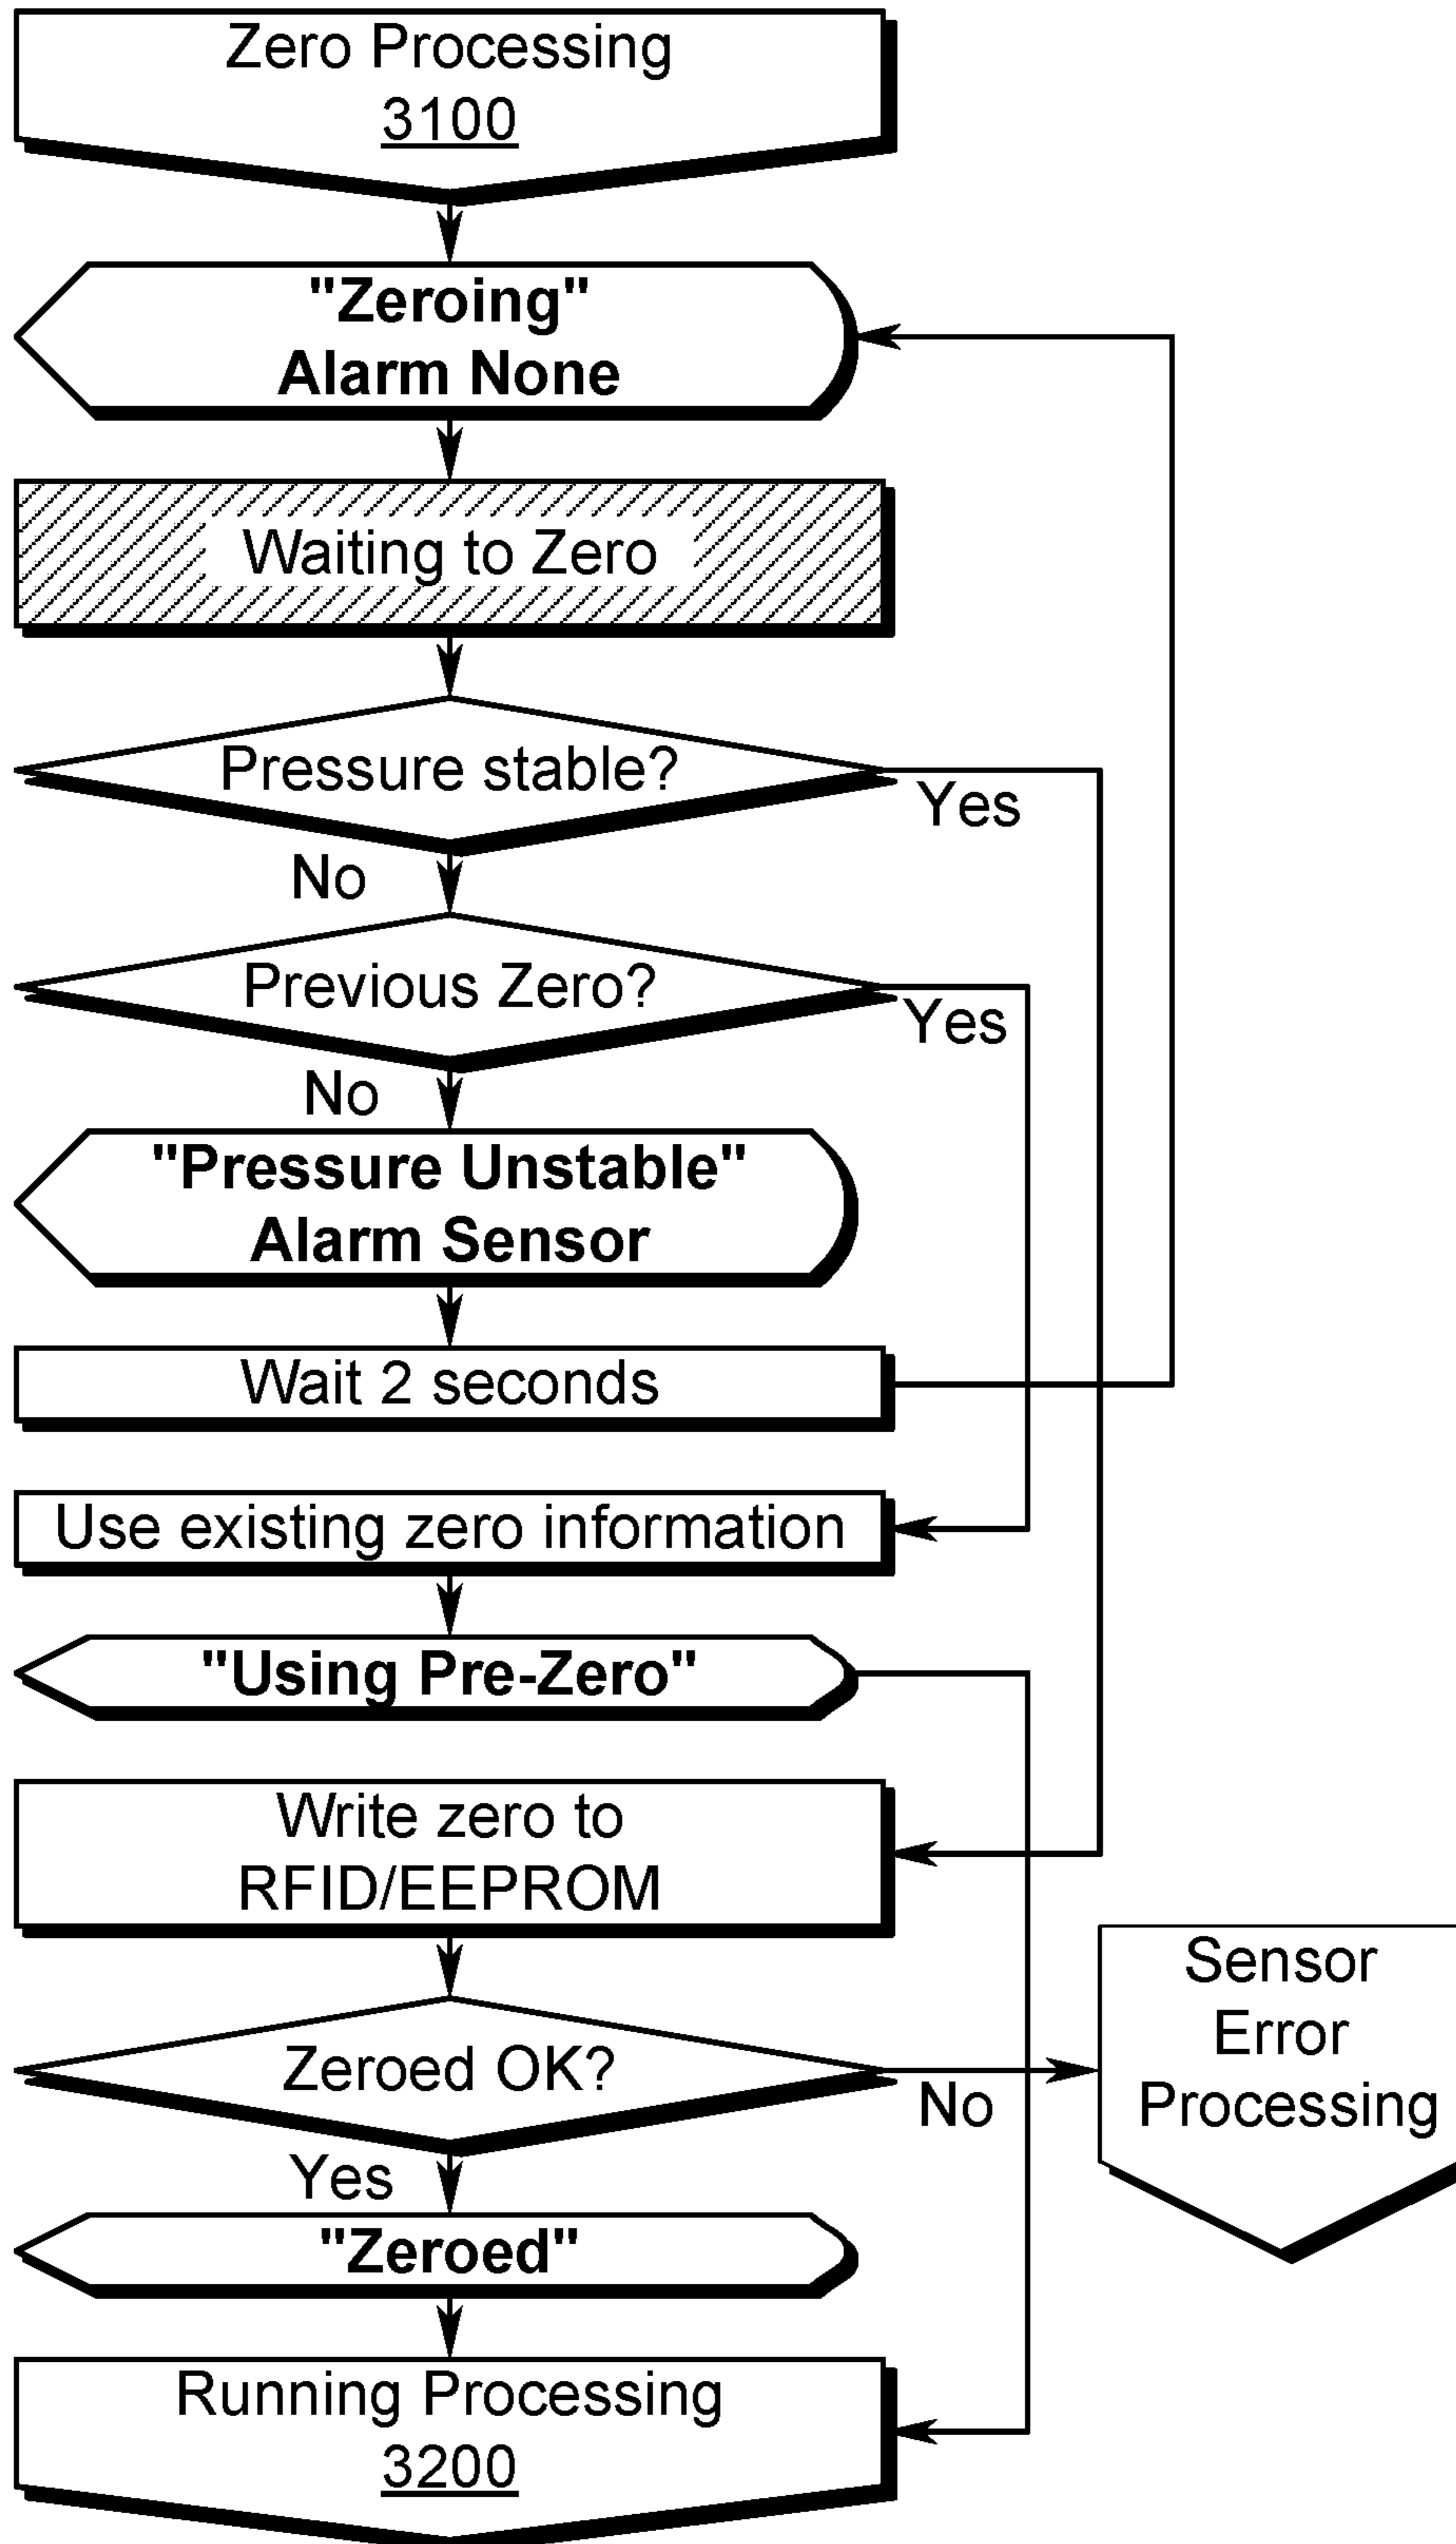 Zero Processing
3100
"Zeroing"
Alarm None
Waiting to Zero
Pressure stable?
Yes
No
Previous Zero?
Yes
No
"Pressure Unstable"
Alarm Sensor
Wait 2 seconds
Use existing zero information
"Using Pre-Zero"
Write zero to
RFID/EEPROM
Sensor
Error
Processing
Zeroed OK?
No
Yes
"Zeroed"
Running Processing
3200